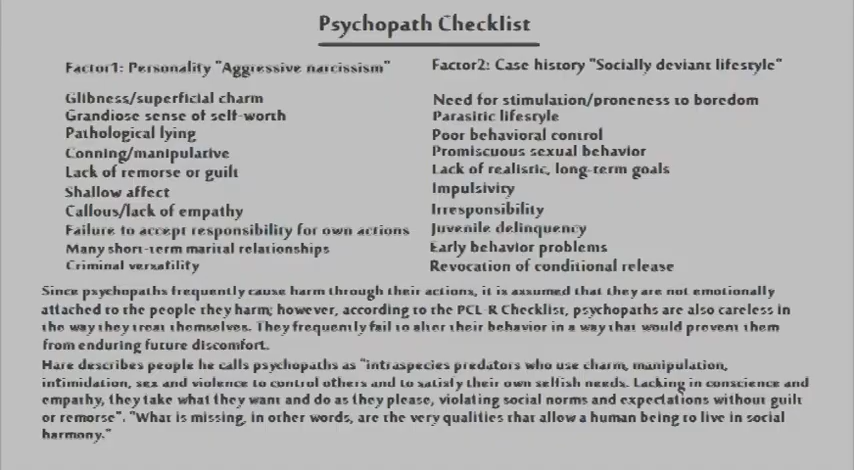 Psychopath Checklist
Factor1: Personality "Aggressive narcissism"
Glibness/superficial charm
Grandiose sense of self-worth
Pathological lying
Conning/manipulative
Lack of remorse or guilt
Shallow affect
Callous/lack of empathy
Failure to accept responsibility for own actions
Many short-term marital relationships
Criminal versatility
Factor2: Case history "Socially deviant lifestyle"
Need for stimulation/proneness to boredom
Parasitic lifestyle
Poor behavioral control
Promiscuous sexual behavior
Lack of realistic, long-term goals
Impulsivity
Irresponsibility
Juvenile delinquency
Early behavior problems
Revocation of conditional release
Since psychopaths frequently cause harm through their actions, it is assumed that they are not emotionally
attached to the people they harm; however, according to the PCL-R Checklist, psychopaths are also careless in
the way they treat themselves. They frequently fail to alter their behavior in a way that would prevent them
from enduring future discomfort.
Hare describes people he calls psychopaths as "intraspecies predators who use charm, manipulation,
intimidation, sex and violence to control others and to satisfy their own selfish needs. Lacking in conscience and
empathy, they take what they want and do as they please, violating social norms and expectations without guilt
or remorse". "What is missing, in other words, are the very qualities that allow a human being to live in social
harmony."